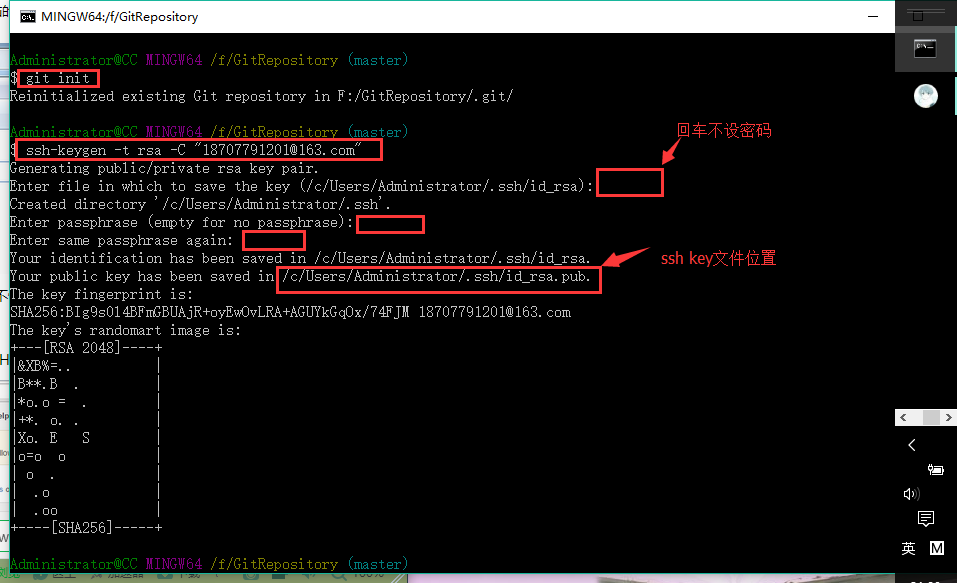 MINGW64:/f/GitRepository
Administrator@CC MINGW64 /f/GitRepository (master)
$ git init
Reinitialized existing Git repository in F:/GitRepository/.git/
Administrator@CC MINGW64 /f/GitRepository (master)
回车不设密码
$ ssh-keygen -t rsa -C "18707791201@163.com"
Generating public/private rsa key pair.
Enter file in which to save the key (/c/Users/Administrator/.ssh/id_rsa):
Created directory '/c/Users/Administrator/.ssh'.
Enter passphrase (empty for no passphrase):
Enter same passphrase again:
Your identification has been saved in /c/Users/Administrator/.ssh/id_rsa.
ssh key文件位置
Your public key has been saved in /c/Users/Administrator/.ssh/id_rsa.pub.
The key fingerprint is:
SHA256:BIg9s014BFmGBUAjR+oyEwOvLRA+AGUYkGqOx/74FJM 18707791201@163.com
The key's randomart image is:
+---[RSA 2048]----+
|&XB%=..          |
|B**.B  .         |
|*o.o =  .        |
|+*. o. .         |
|Xo. E   S        |
|o=o  o           |
| o  .            |
|  .o             |
|  .oo            |
+----[SHA256]-----+
英 M
Administrator@CC MINGW64 /f/GitRepository (master)